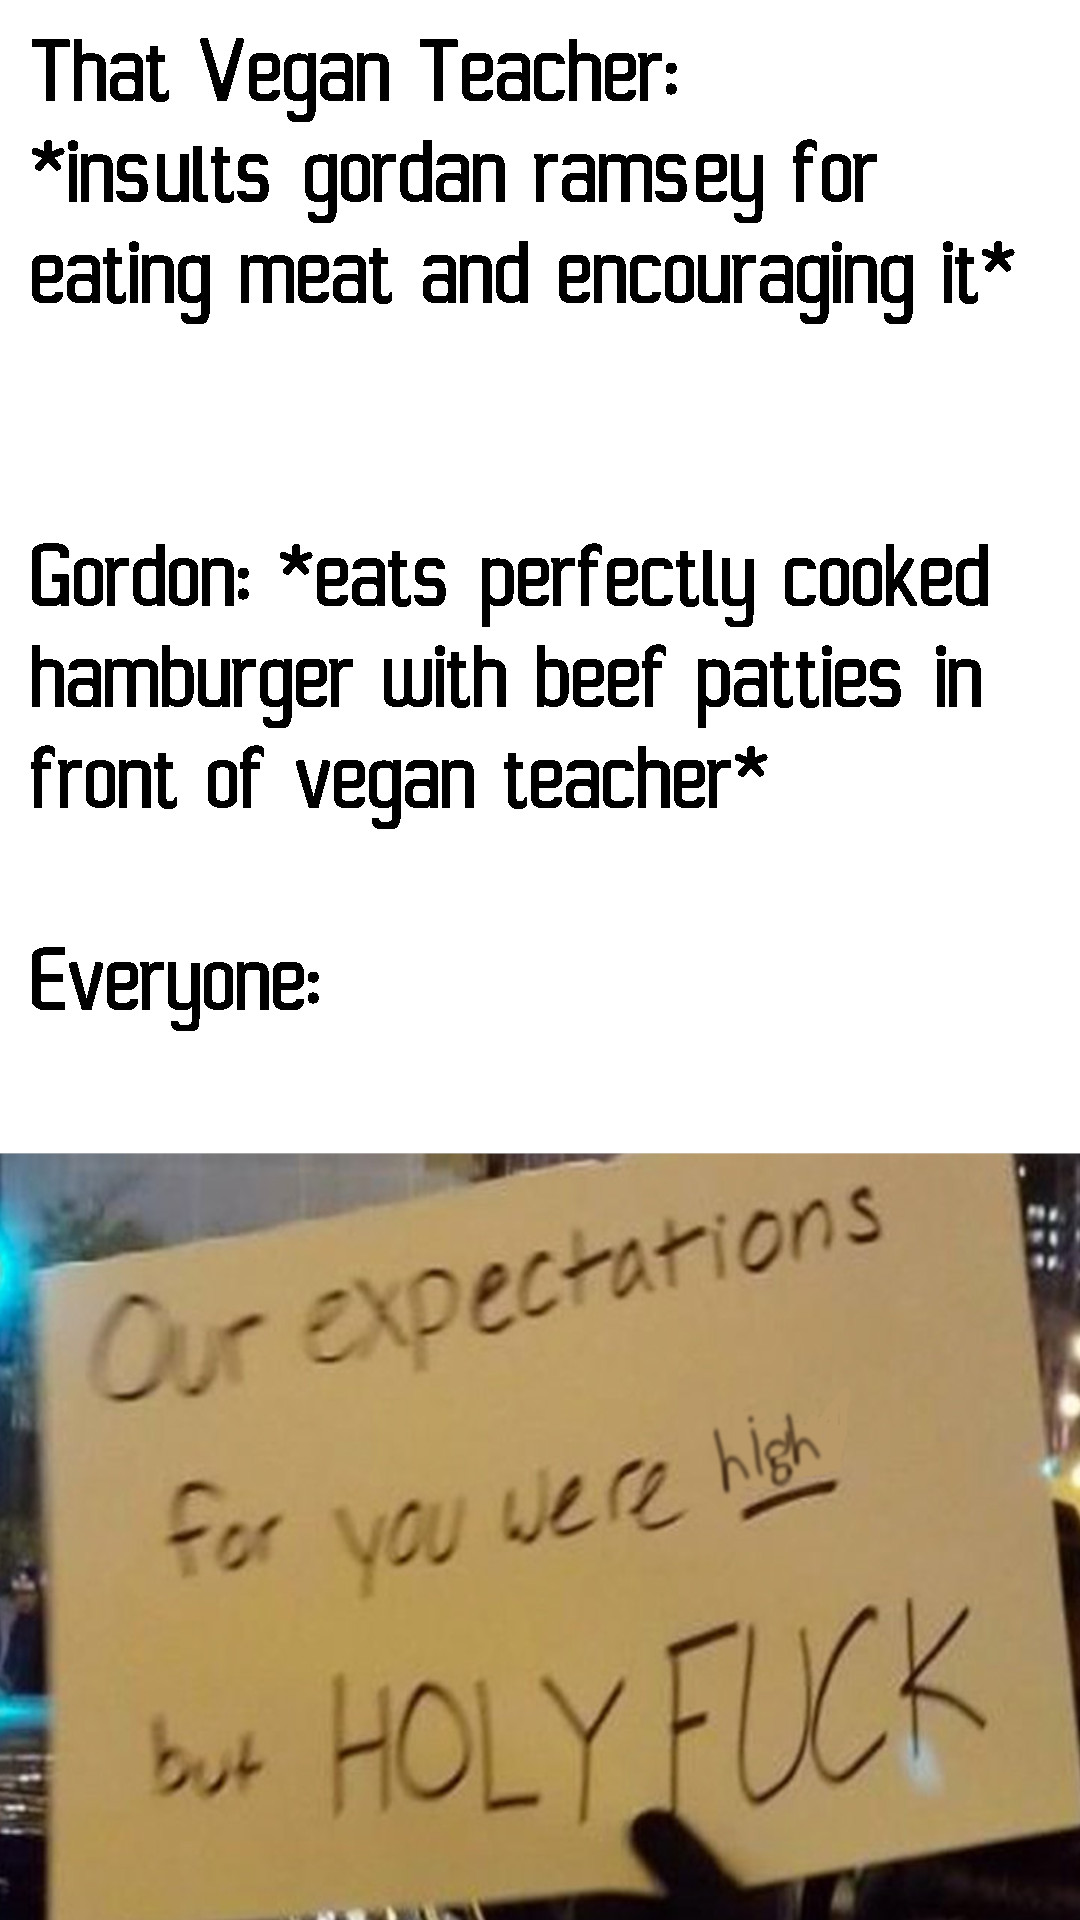 That Vegan Teacher:
*insults gordan ramsey for
eating meat and encouraging it*
Gordon: *eats perfectly cooked
hamburger with beef patties in
front of vegan teacher*
Everyone:
Our expectations
for you were high
but HOLY FUCK